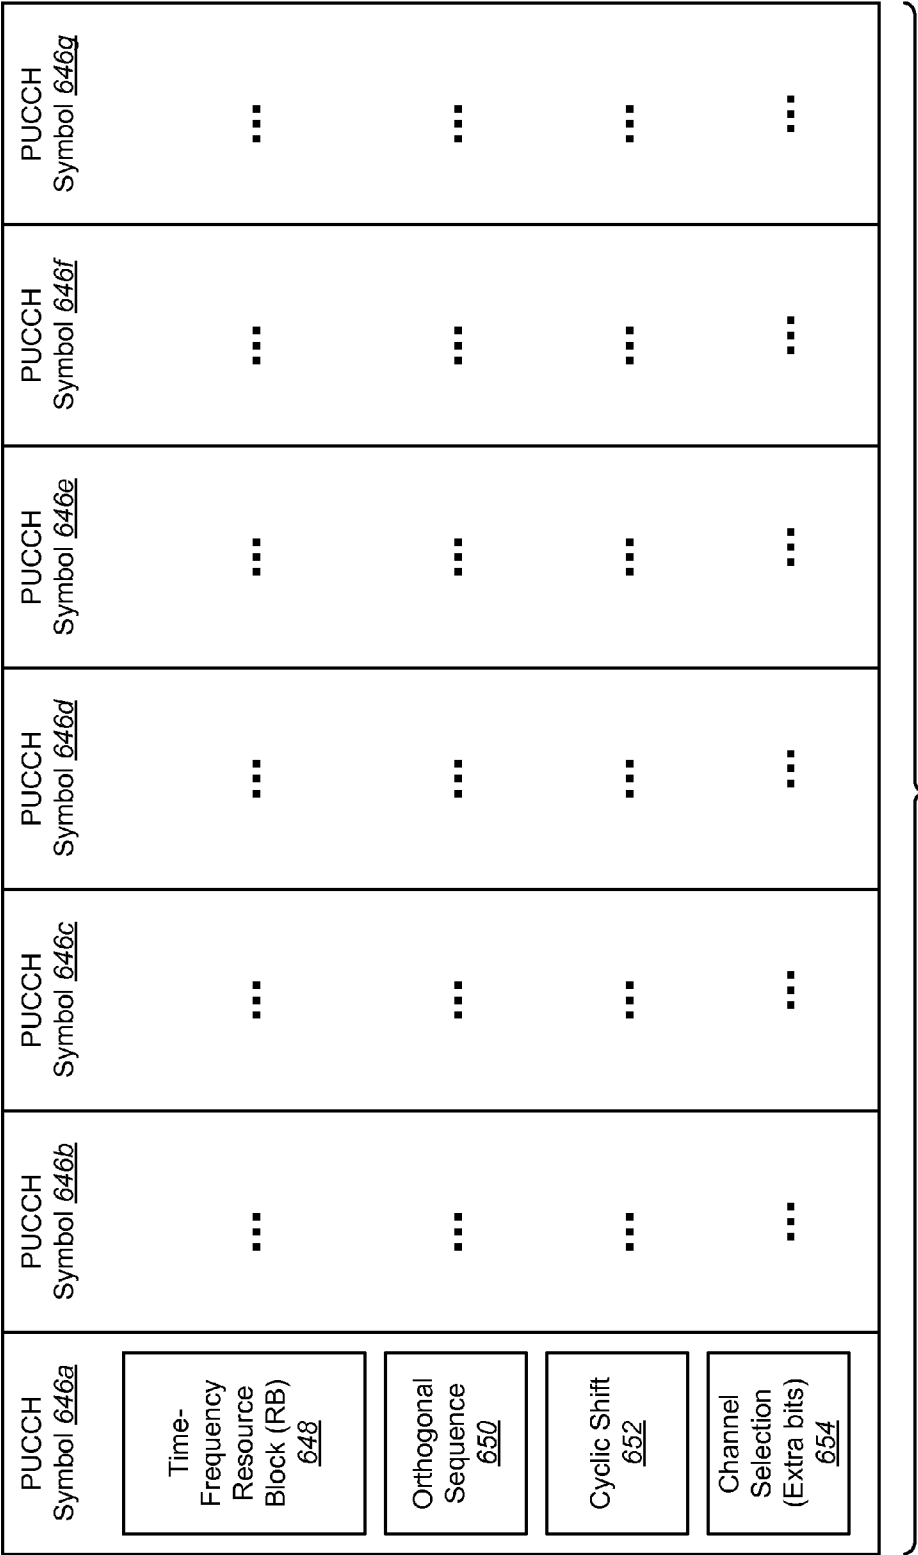 PUCCH
Symbol 646a
Time-
Frequency
Resource
Block (RB)
648
Orthogonal
Sequence
650
Cyclic Shift
652
Channel
Selection
(Extra bits)
654
PUCCH
Symbol 646b
PUCCH
Symbol 646c
PUCCH
Symbol 646d
PUCCH
Symbol 646e
PUCCH
Symbol 646f
PUCCH
Symbol 646g